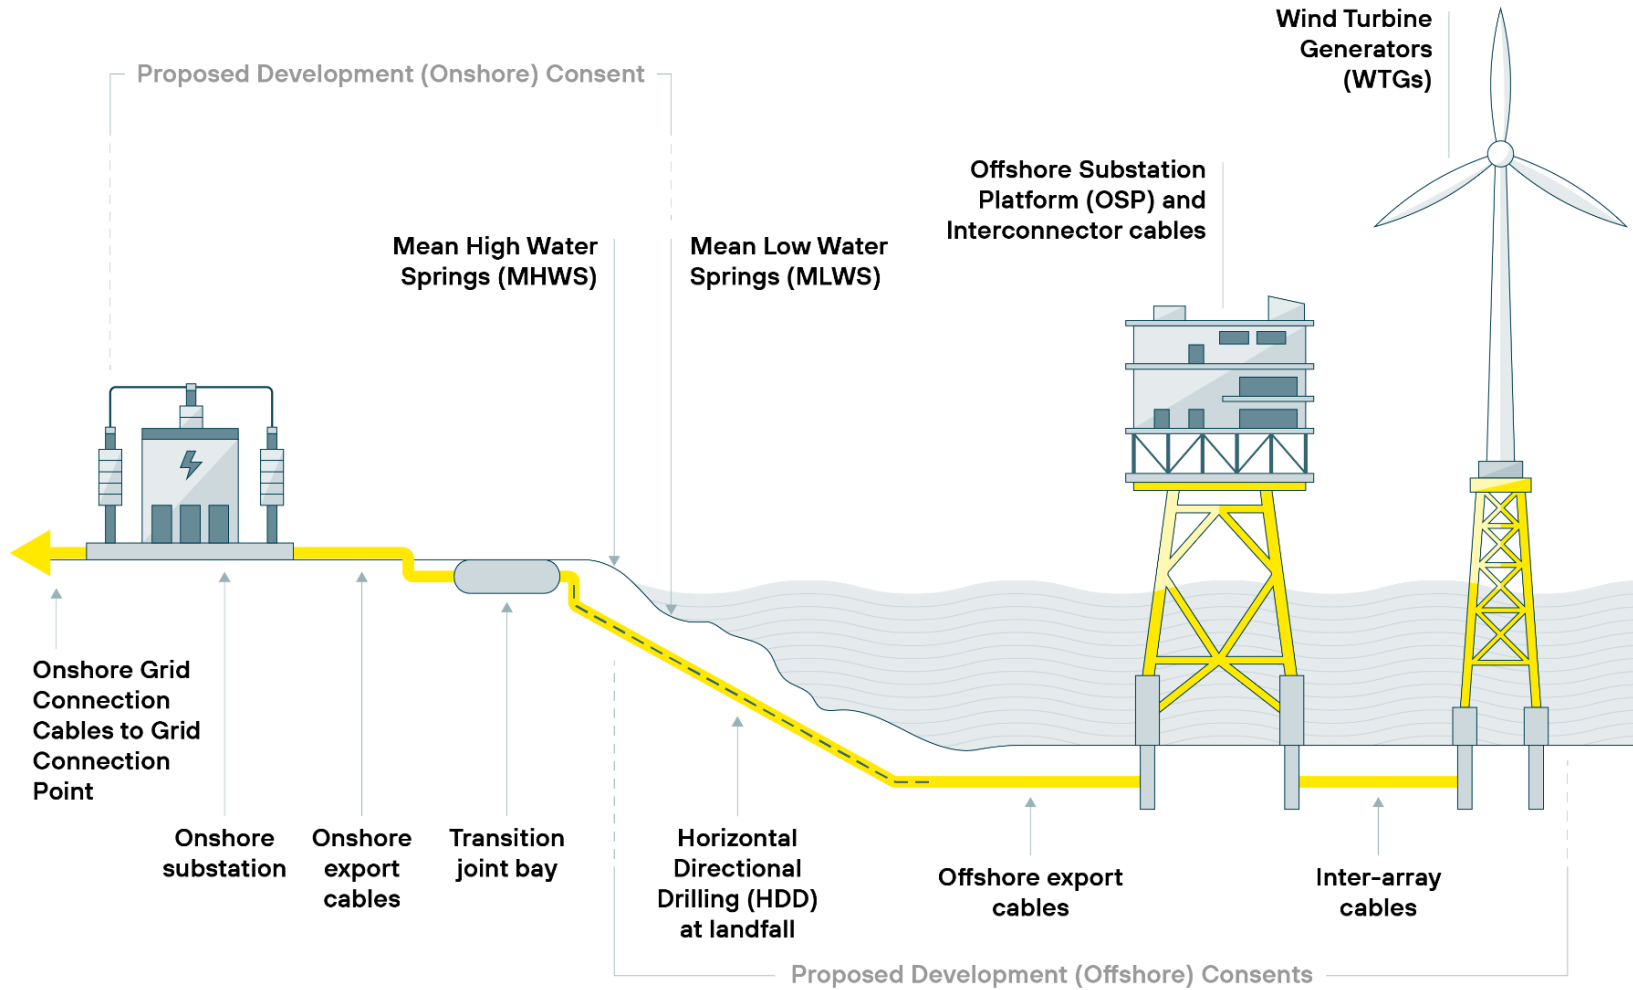 Wind Turbine
Generators
(WTGs)
Proposed Development (Onshore) Consent
Offshore Substation
Platform (OSP) and
Interconnector cables
Mean High Water
Springs (MHWS)
Mean Low Water
Springs (MLWS)
Onshore Grid
Connection
Cables to Grid
Connection
Point
Onshore
substation
Onshore
export
cables
Transition
joint bay
Horizontal
Directional
Drilling (HDD)
at landfall
Offshore export
cables
Inter-array
cables
Proposed Development (Offshore) Consents